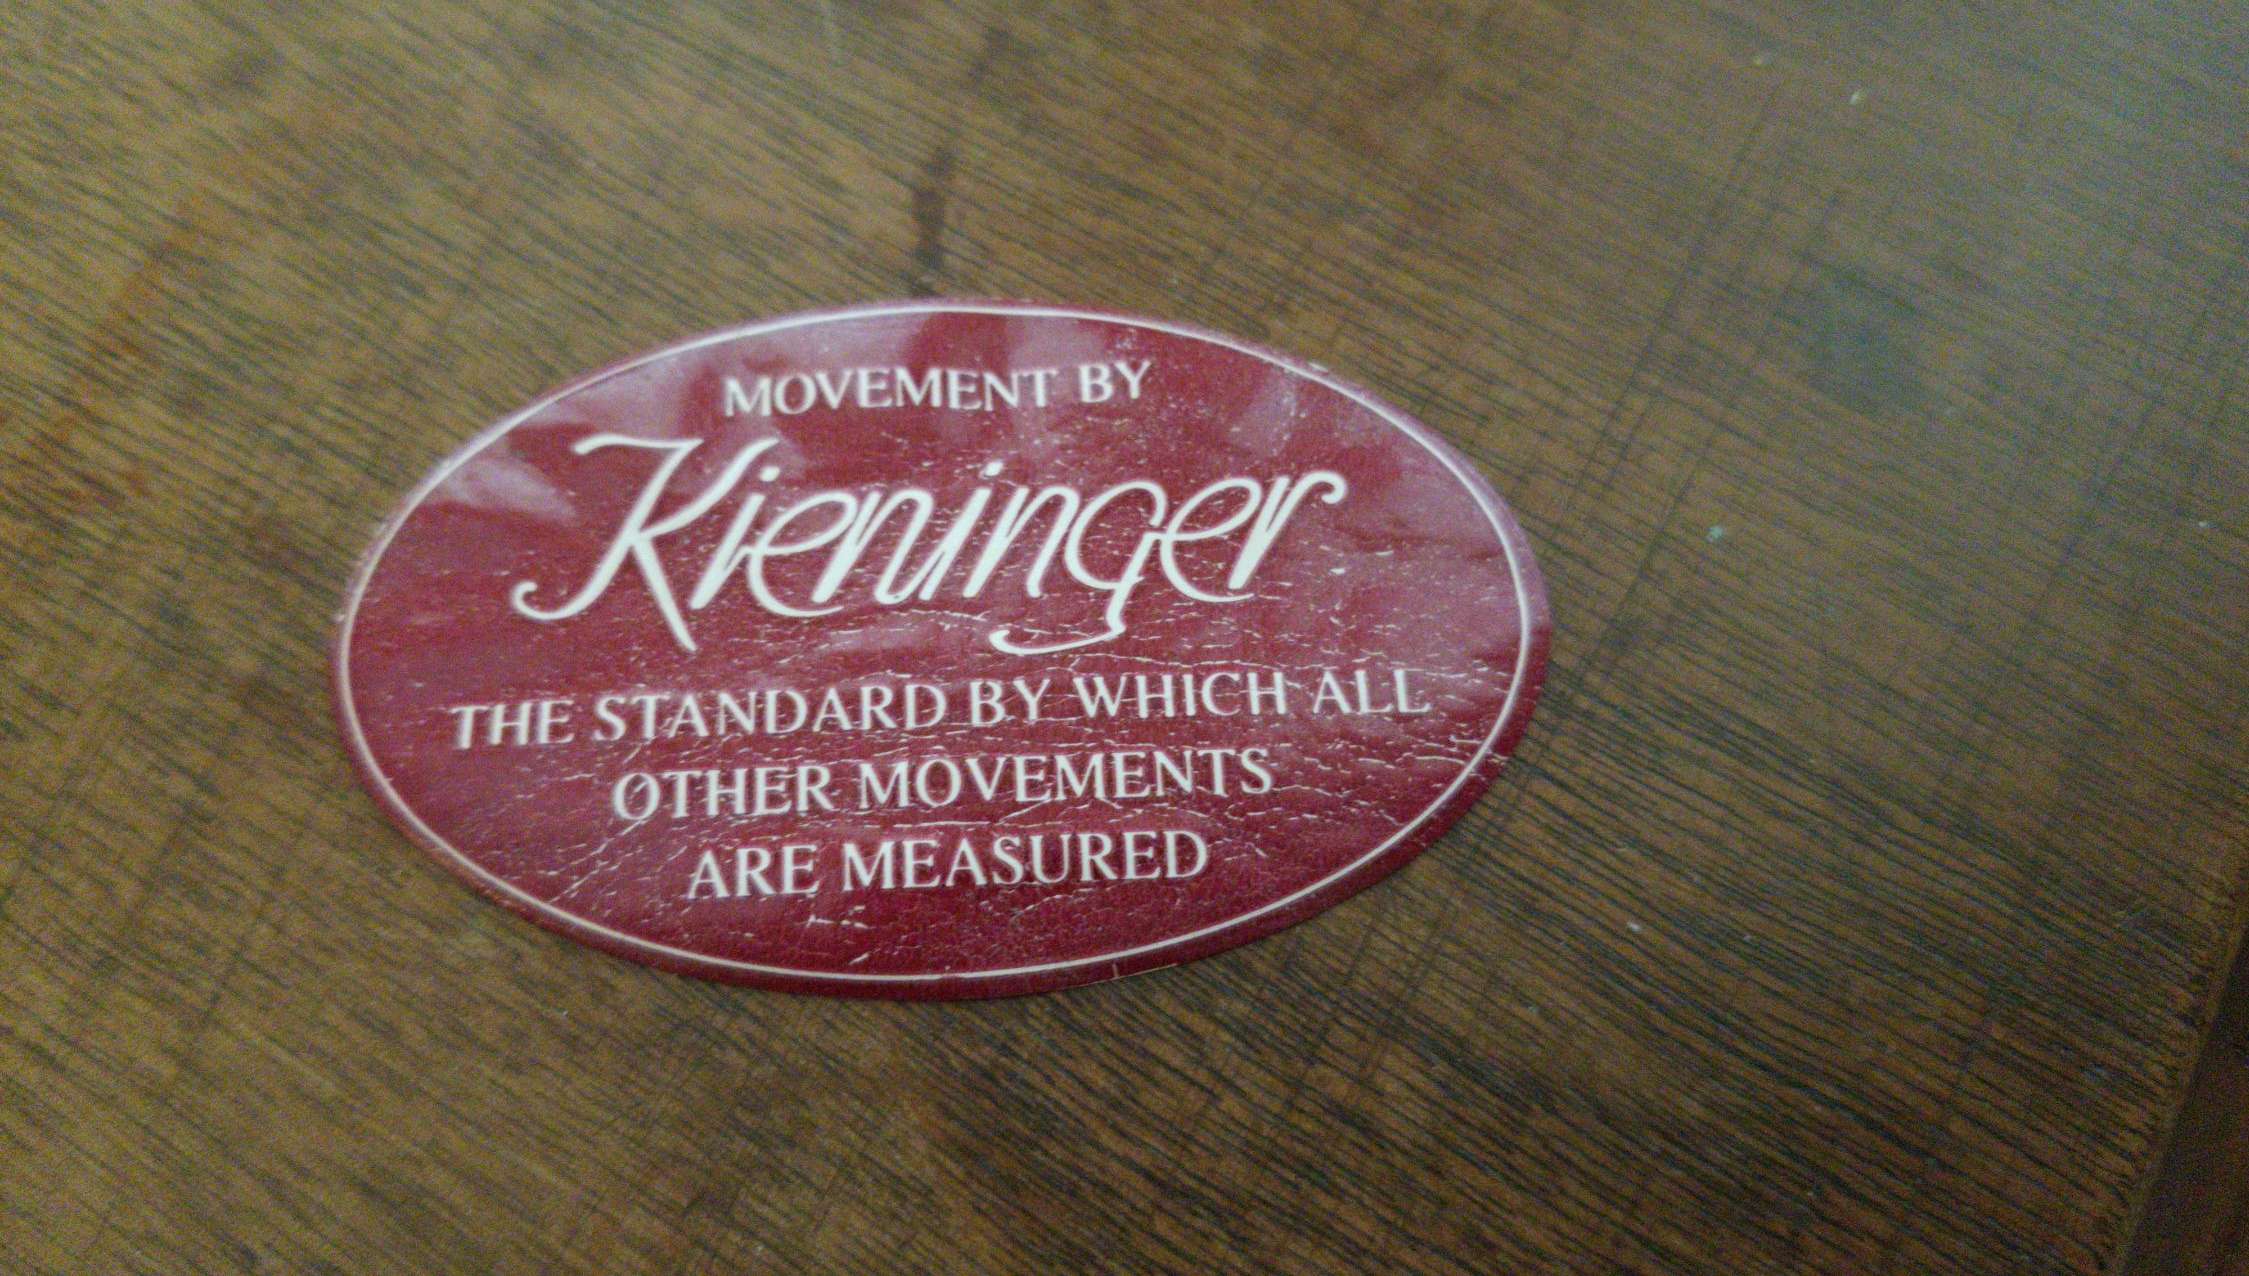 MOVEMENT BY
Kieninger
THE STANDARD BY WHICH ALL
OTHER MOVEMENTS
ARE MEASURED